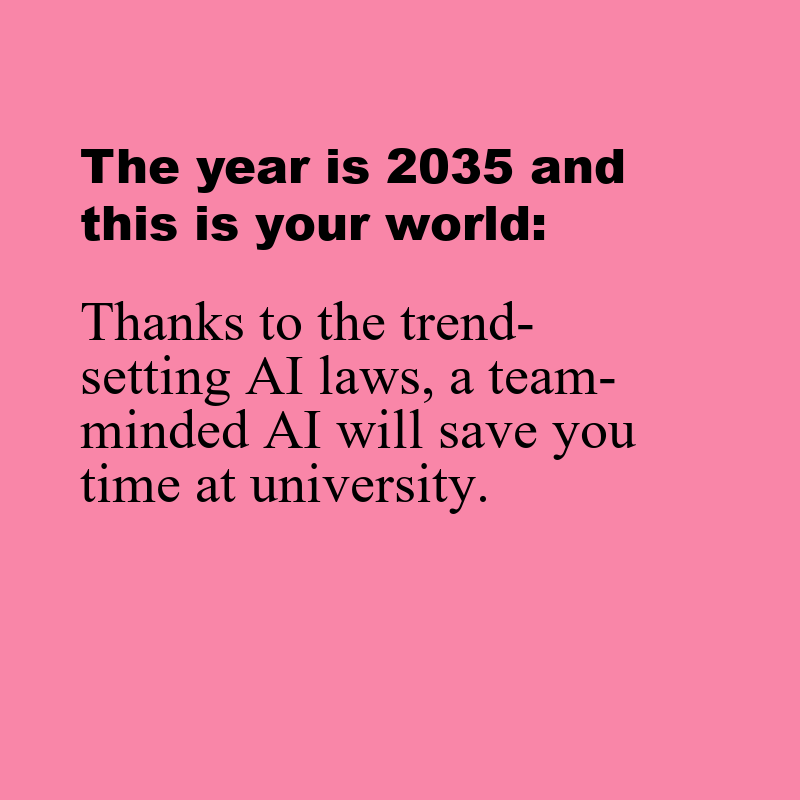 The year is 2035 and
this is your world:
Thanks to the trend-
setting AI laws, a team-
minded AI will save you
time at university.